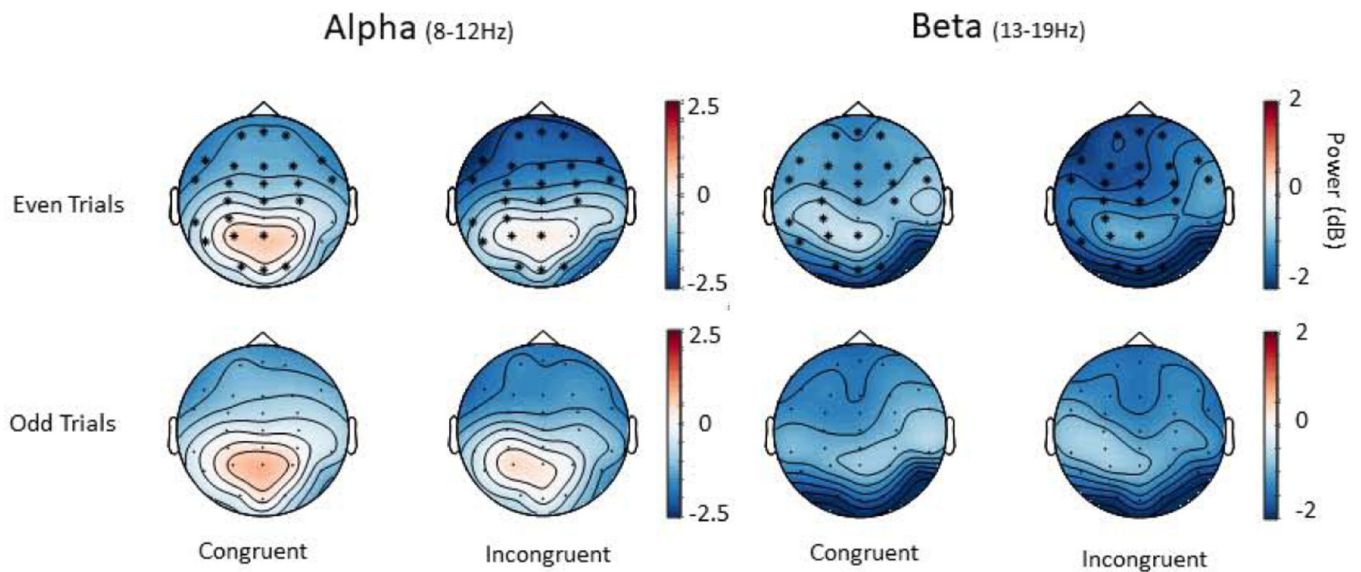 Alpha (8-12Hz)
Beta (13-19Hz)
Even Trials
2.5
0
-2.5
2
0
-2
Power (dB)
Odd Trials
2.5
0
-2.5
2
0
-2
Congruent
Incongruent
Congruent
Incongruent